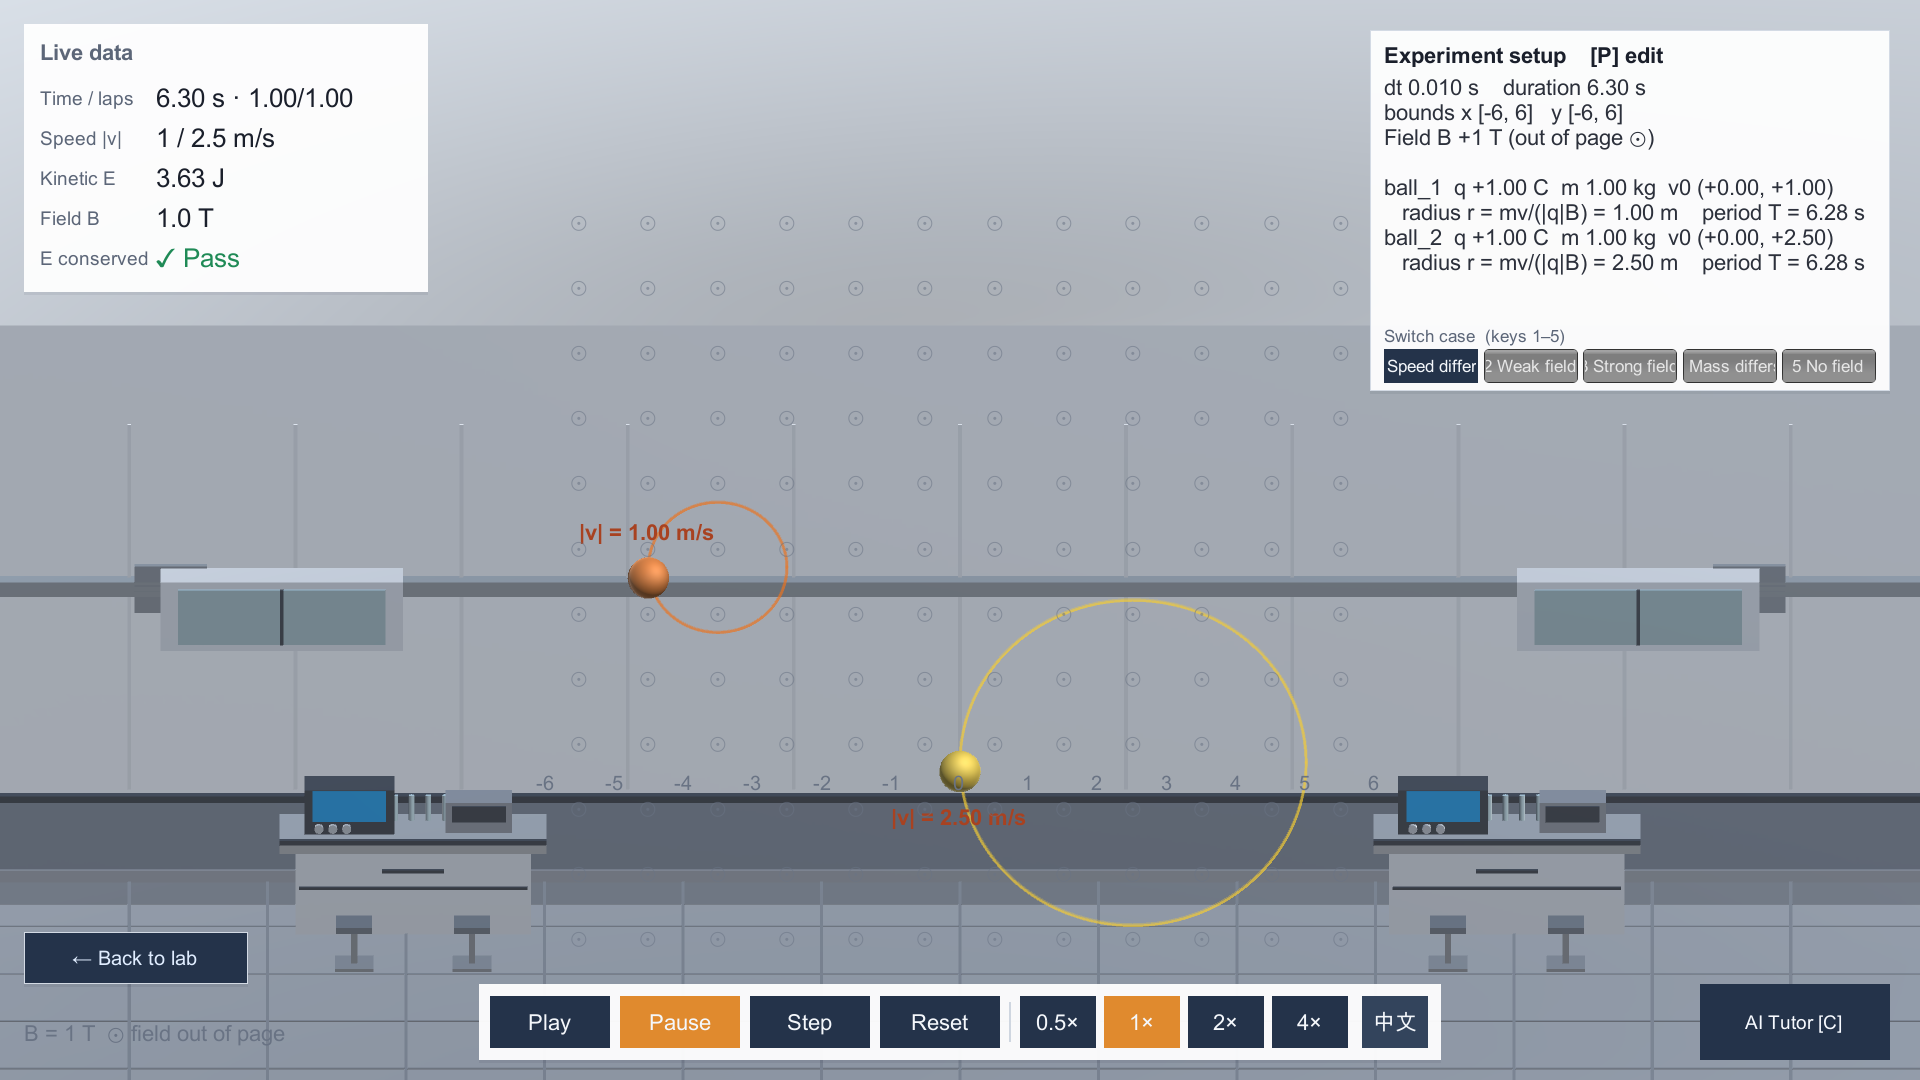 Live data
Time / laps 6.30 s · 1.00/1.00
Speed |v| 1 / 2.5 m/s
Kinetic E 3.63 J
Field B 1.0 T
E conserved ✓ Pass
Experiment setup [P] edit
dt 0.010 s duration 6.30 s
bounds x [-6, 6] y [-6, 6]
Field B +1 T (out of page ⊙)
ball_1 q +1.00 C m 1.00 kg v0 (+0.00, +1.00)
radius r = mv/(|q|B) = 1.00 m period T = 6.28 s
ball_2 q +1.00 C m 1.00 kg v0 (+0.00, +2.50)
radius r = mv/(|q|B) = 2.50 m period T = 6.28 s
Switch case (keys 1–5)
Speed differ 2 Weak field 3 Strong field Mass differ 5 No field
|v| = 1.00 m/s
-6 -5 -4 -3 -2 -1 0 1 2 3 4 5 6
|v| = 2.50 m/s
← Back to lab
B = 1 T ⊙ field out of page
Play Pause Step Reset 0.5× 1× 2× 4× 中文
AI Tutor [C]